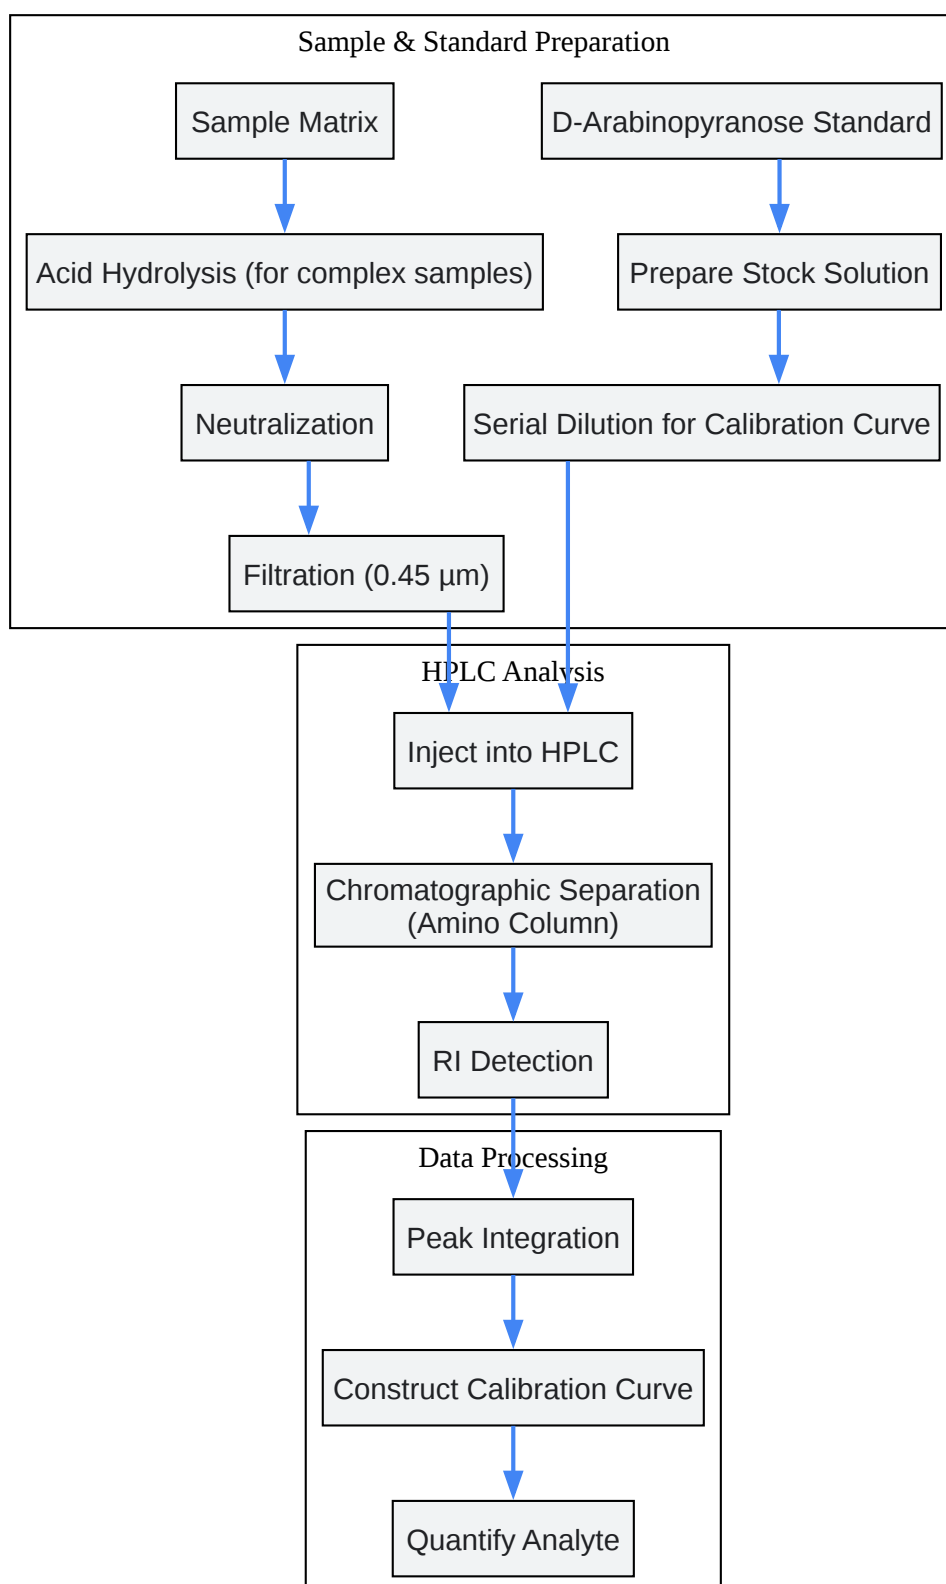 Sample & Standard Preparation
Sample Matrix
D-Arabinopyranose Standard
Acid Hydrolysis (for complex samples)
Prepare Stock Solution
Neutralization
Serial Dilution for Calibration Curve
Filtration (0.45 µm)
HPLC Analysis
Inject into HPLC
Chromatographic Separation
(Amino Column)
RI Detection
Data Processing
Peak Integration
Construct Calibration Curve
Quantify Analyte